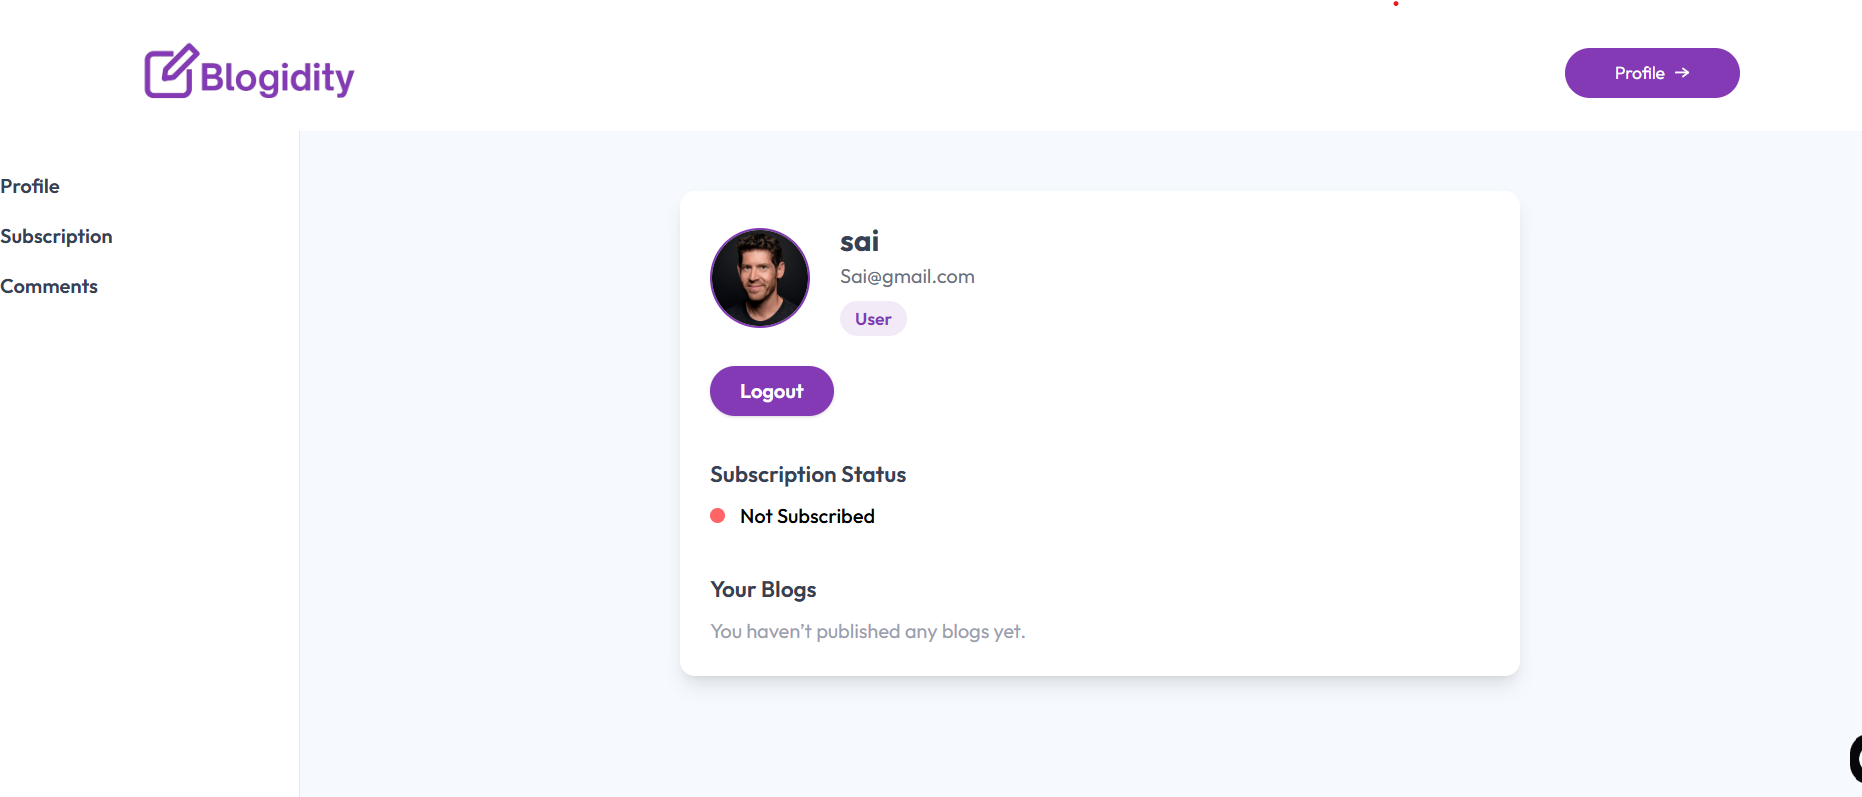 Blogidity
Profile →
Profile
Subscription
Comments
sai
Sai@gmail.com
User
Logout
Subscription Status
Not Subscribed
Your Blogs
You haven’t published any blogs yet.